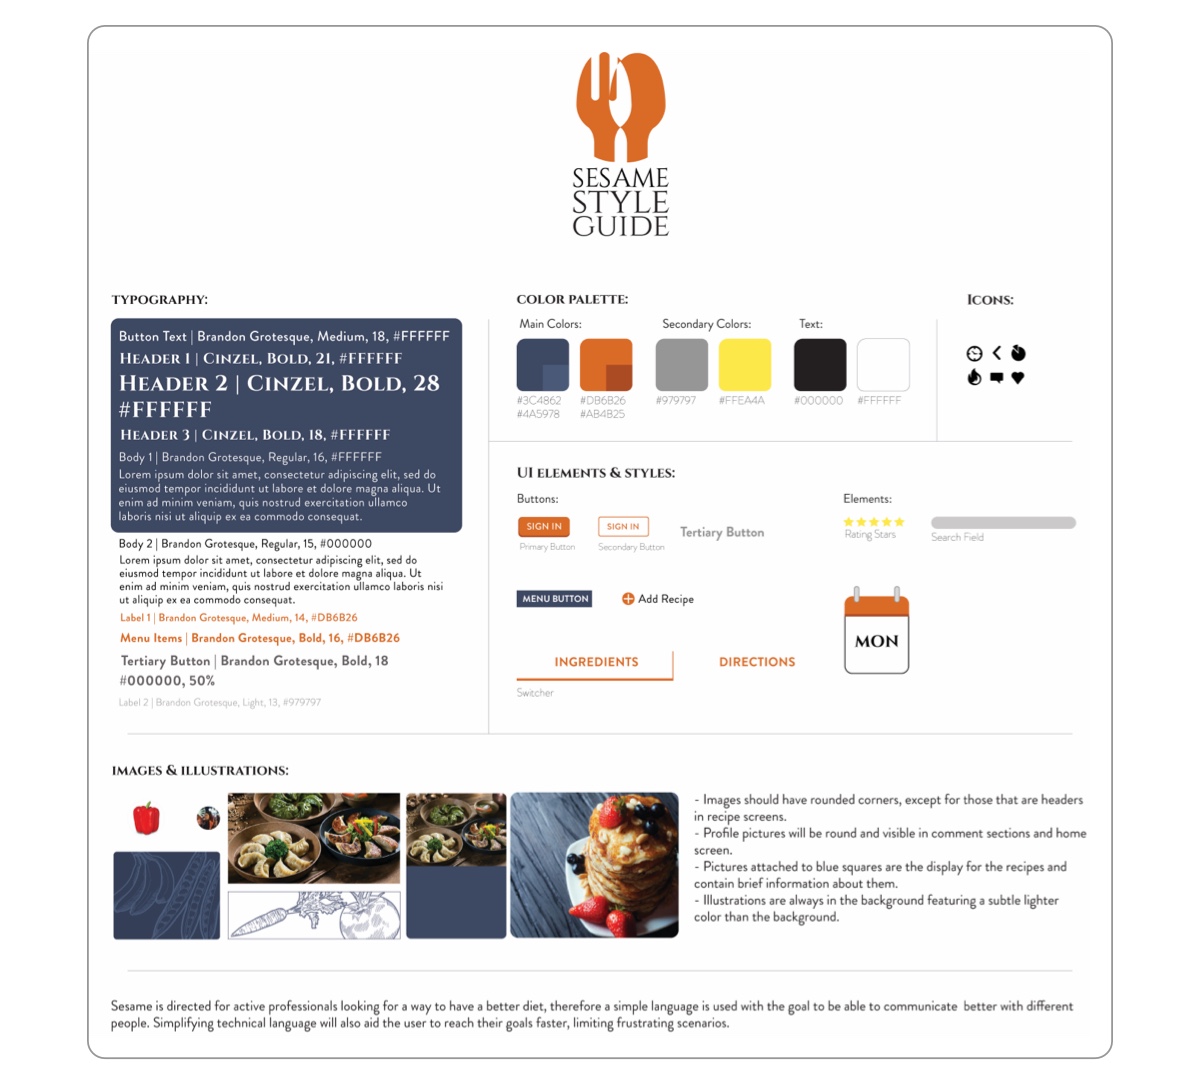 SESAME
STYLE
GUIDE
TYPOGRAPHY:
Button Text | Brandon Grotesque, Medium, 18, #FFFFFF
Header 1 | Cinzel, Bold, 21, #FFFFFF
Header 2 | Cinzel, Bold, 28
#FFFFFF
Header 3 | Cinzel, Bold, 18, #FFFFFF
Body 1 | Brandon Grotesque, Regular, 16, #FFFFFF
Lorem ipsum dolor sit amet, consectetur adipiscing elit, sed do
eiusmod tempor incididunt ut labore et dolore magna aliqua. Ut
enim ad minim veniam, quis nostrud exercitation ullamco
laboris nisi ut aliquip ex ea commodo consequat.
Body 2 | Brandon Grotesque, Regular, 15, #000000
Lorem ipsum dolor sit amet, consectetur adipiscing elit, sed do
eiusmod tempor incididunt ut labore et dolore magna aliqua. Ut
enim ad minim veniam, quis nostrud exercitation ullamco laboris nisi
ut aliquip ex ea commodo consequat.
Label 1 | Brandon Grotesque, Medium, 14, #DB6B26
Menu Items | Brandon Grotesque, Bold, 16, #DB6B26
Tertiary Button | Brandon Grotesque, Bold, 18
#000000, 50%
Label 2 | Brandon Grotesque, Light, 13, #979797
COLOR PALETTE:
Main Colors:
#3C4862
#4A5978
#DB6B26
#AB4B25
Secondary Colors:
#979797
#FFEA4A
Text:
#000000
#FFFFFF
Icons:
UI ELEMENTS & STYLES:
Buttons:
SIGN IN
Primary Button
SIGN IN
Secondary Button
Tertiary Button
MENU BUTTON
Add Recipe
INGREDIENTS
DIRECTIONS
Switcher
Elements:
Rating Stars
Search Field
MON
IMAGES & ILLUSTRATIONS:
- Images should have rounded corners, except for those that are headers
in recipe screens.
- Profile pictures will be round and visible in comment sections and home
screen.
- Pictures attached to blue squares are the display for the recipes and
contain brief information about them.
- Illustrations are always in the background featuring a subtle lighter
color than the background.
Sesame is directed for active professionals looking for a way to have a better diet, therefore a simple language is used with the goal to be able to communicate  better with different
people. Simplifying technical language will also aid the user to reach their goals faster, limiting frustrating scenarios.